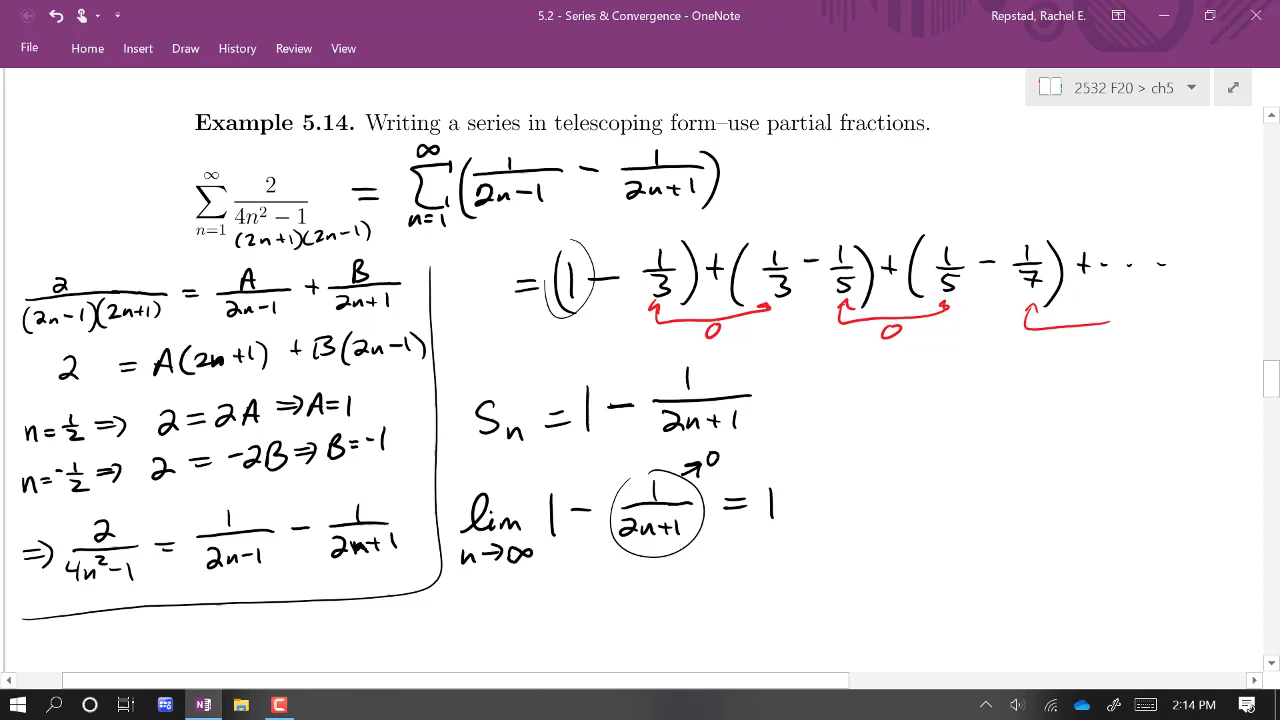 5.2 - Series & Convergence - OneNote
Repstad, Rachel E.
File Home Insert Draw History Review View
2532 F20 > ch5
Example 5.14. Writing a series in telescoping form–use partial fractions.
∑_{n=1}^{∞} 2/(4n² − 1) = ∑_{n=1}^{∞} (1/(2n−1) − 1/(2n+1))
(2n+1)(2n−1)
= (1 − 1/3) + (1/3 − 1/5) + (1/5 − 1/7) + · · ·
0 0
2/((2n−1)(2n+1)) = A/(2n−1) + B/(2n+1)
2 = A(2n+1) + B(2n−1)
n=1/2 ⇒ 2 = 2A ⇒ A=1
n=-1/2 ⇒ 2 = -2B ⇒ B=-1
⇒ 2/(4n²−1) = 1/(2n−1) − 1/(2n+1)
Sn = 1 − 1/(2n+1)
lim_{n→∞} 1 − 1/(2n+1) →0 = 1
2:14 PM